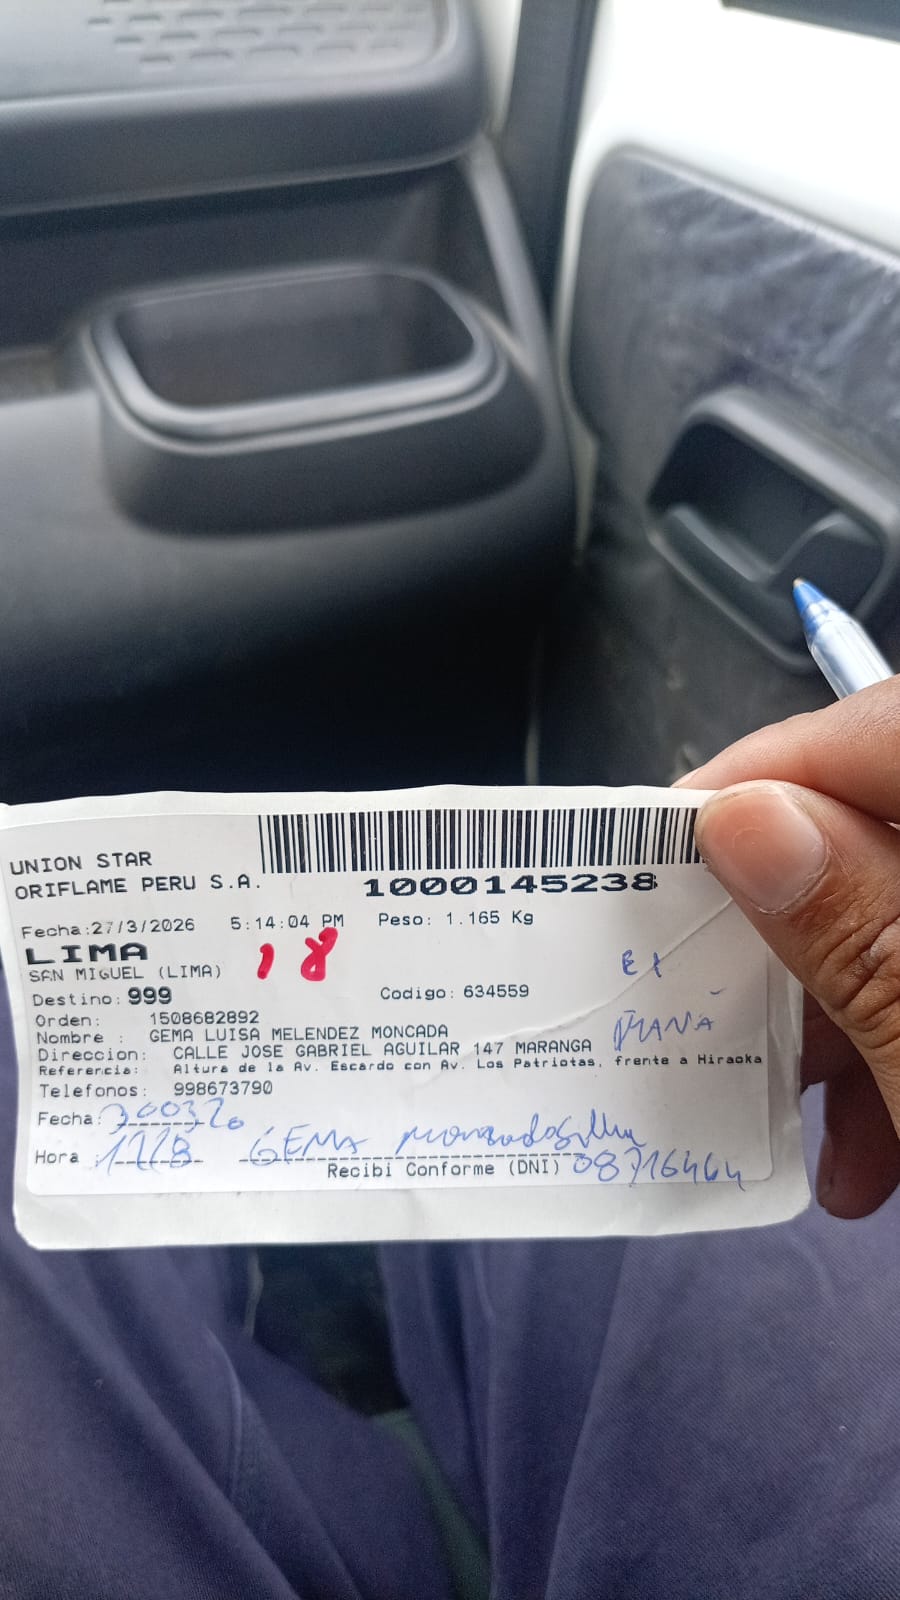 UNION STAR
ORIFLAME PERU S.A.
1000145238
Fecha:27/3/2026 5:14:04 PM Peso: 1.165 Kg
LIMA
SAN MIGUEL (LIMA) 18
Destino: 999 Codigo: 634559
Orden: 1508682892
Nombre : GEMA LUISA MELENDEZ MONCADA
Direccion: CALLE JOSE GABRIEL AGUILAR 147 MARANGA
Referencia: Altura de la Av. Escardo con Av. Los Patriotas, frente a Hiraoka
Telefonos: 998673790
Fecha:
Hora : 1228 GEMA
Recibi Conforme (DNI) 08716464